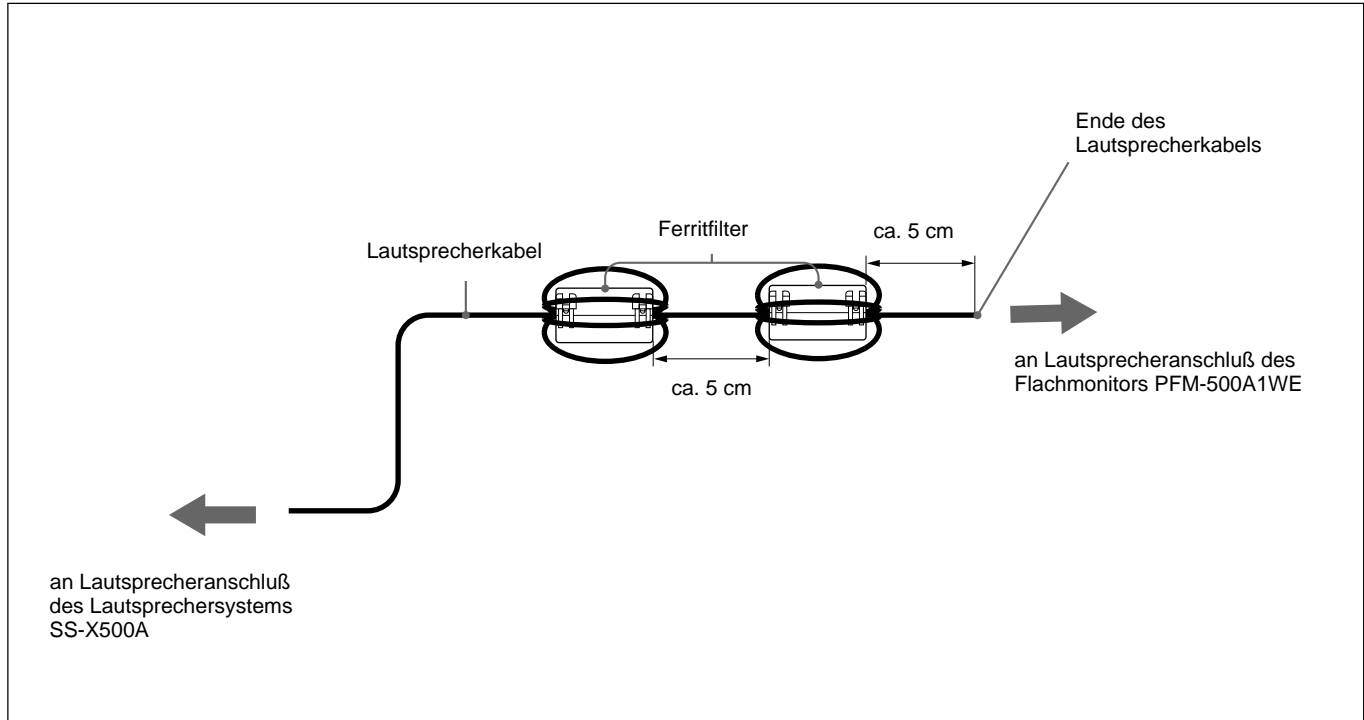 Ende des
Lautsprecherkabels
Ferritfilter
ca. 5 cm
Lautsprecherkabel
an Lautsprecheranschluß des
Flachmonitors PFM-500A1WE
ca. 5 cm
an Lautsprecheranschluß
des Lautsprechersystems
SS-X500A